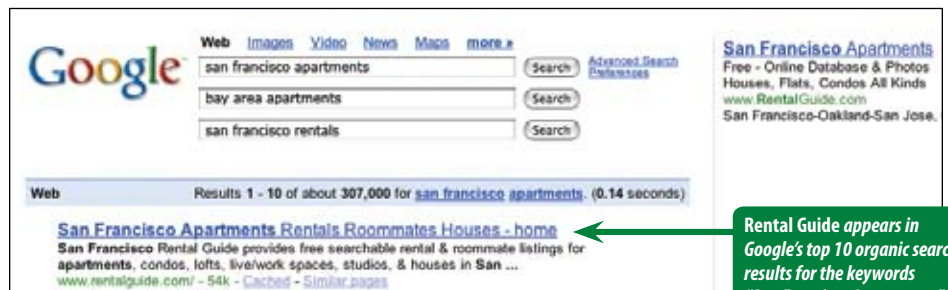 Google
Web Images Video News Maps more »
san francisco apartments Search Advanced Search
Preferences
bay area apartments Search
san francisco rentals Search
Web Results 1 - 10 of about 307,000 for san francisco apartments. (0.14 seconds)
San Francisco Apartments Rentals Roommates Houses - home
San Francisco Rental Guide provides free searchable rental & roommate listings for
apartments, condos, lofts, live/work spaces, studios, & houses in San ...
www.rentalguide.com/ - 54k - Cached - Similar pages
San Francisco Apartments
Free - Online Database & Photos
Houses, Flats, Condos All Kinds
www.RentalGuide.com
San Francisco-Oakland-San Jose,
Rental Guide appears in
Google's top 10 organic searc
results for the keywords